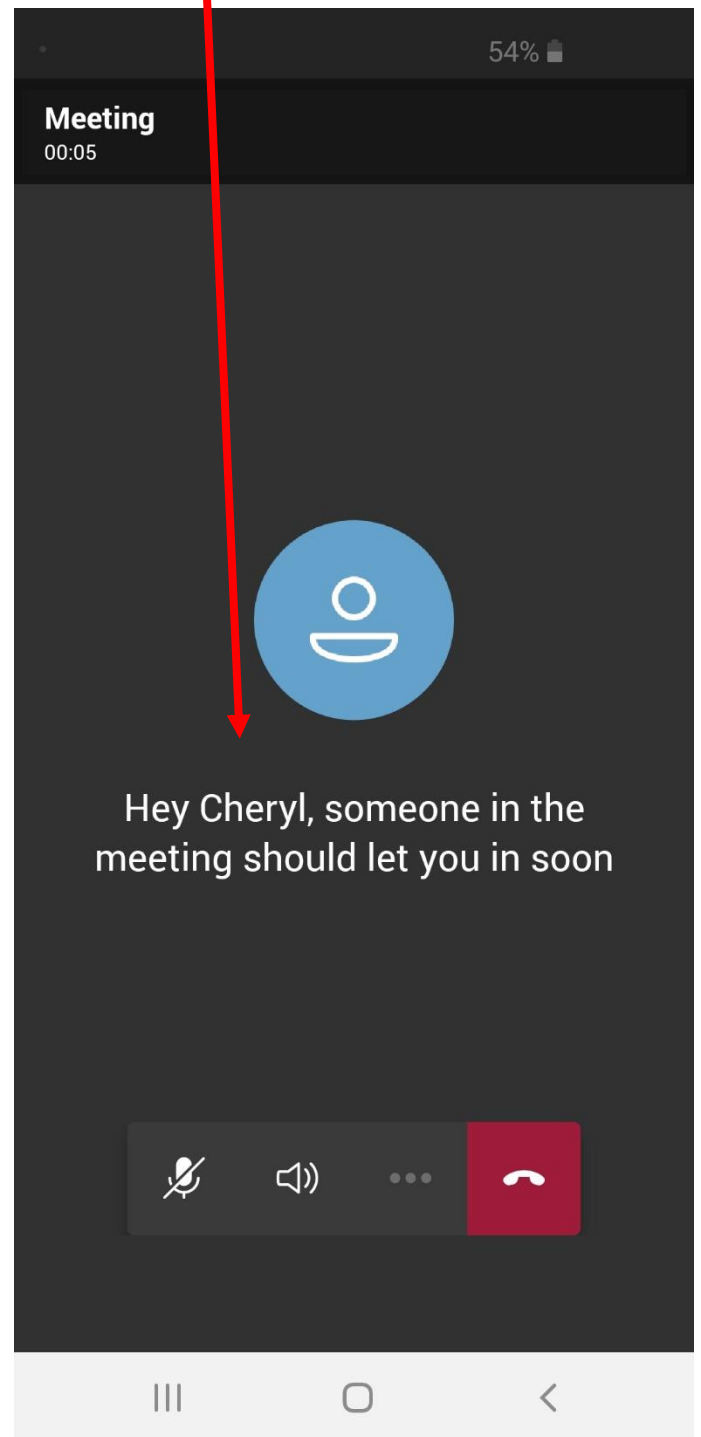 54%
Meeting
00:05
Hey Cheryl, someone in the
meeting should let you in soon